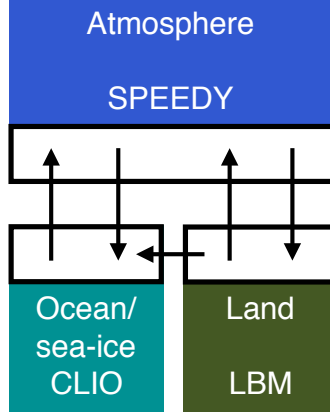 Atmosphere
SPEEDY
Ocean/
sea-ice
CLIO
Land
LBM